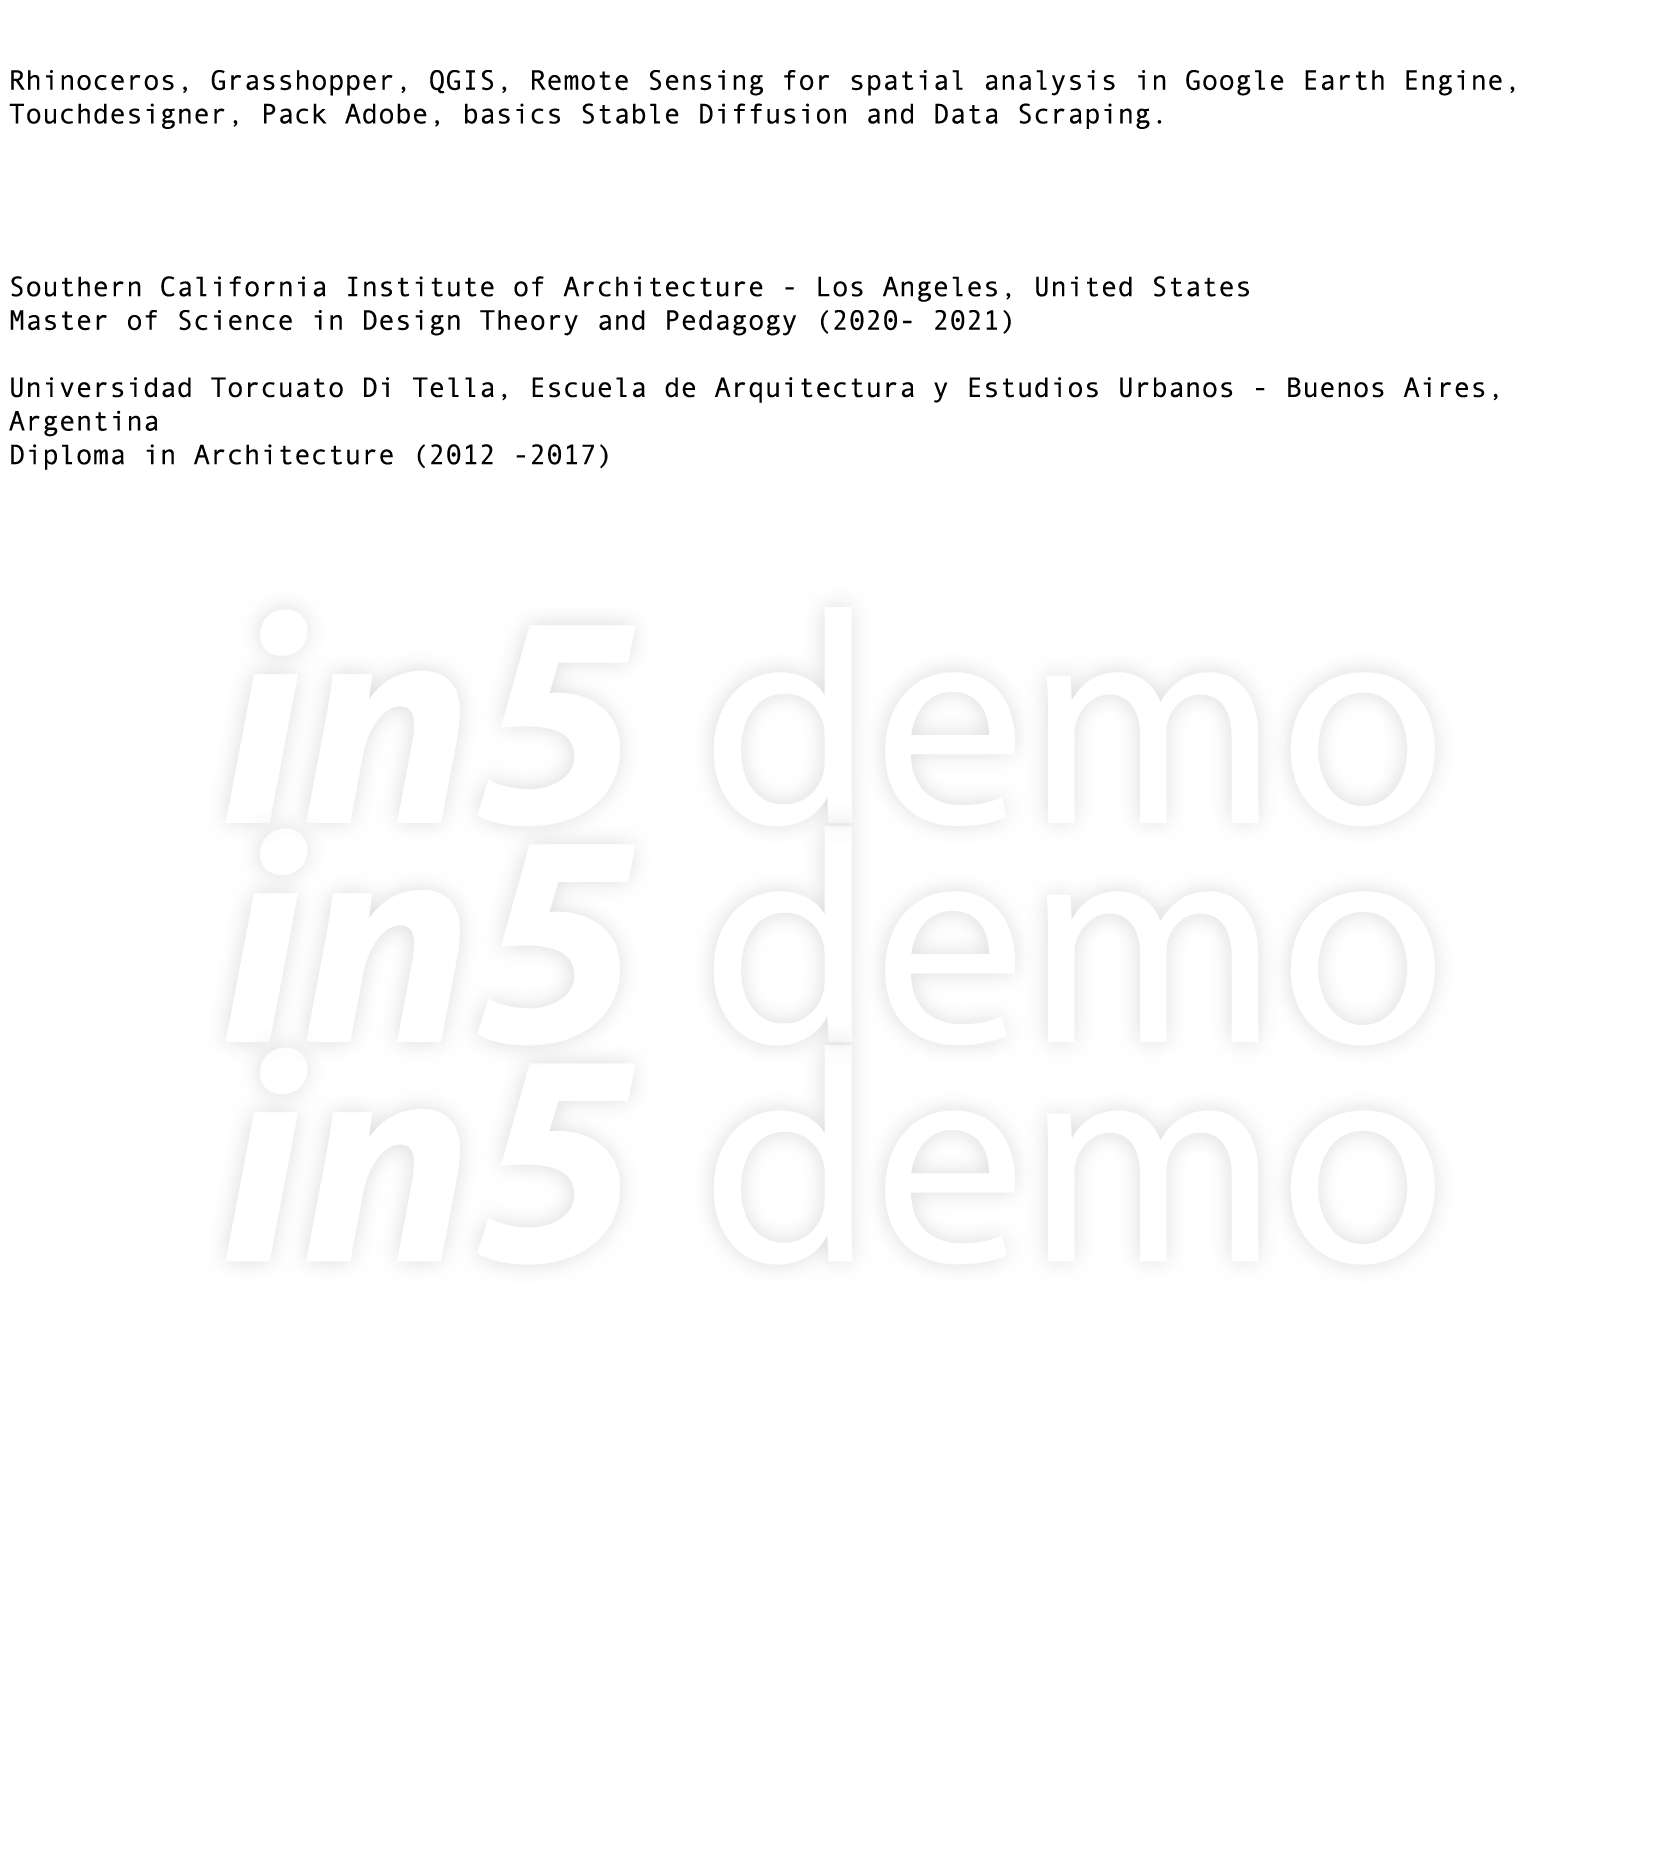 Rhinoceros, Grasshopper, QGIS, Remote Sensing for spatial analysis in Google Earth Engine,
Touchdesigner, Pack Adobe, basics Stable Diffusion and Data Scraping.
Southern California Institute of Architecture - Los Angeles, United States
Master of Science in Design Theory and Pedagogy (2020- 2021)
Universidad Torcuato Di Tella, Escuela de Arquitectura y Estudios Urbanos - Buenos Aires,
Argentina
Diploma in Architecture (2012 -2017)
in5 demo
in5 demo
in5 demo